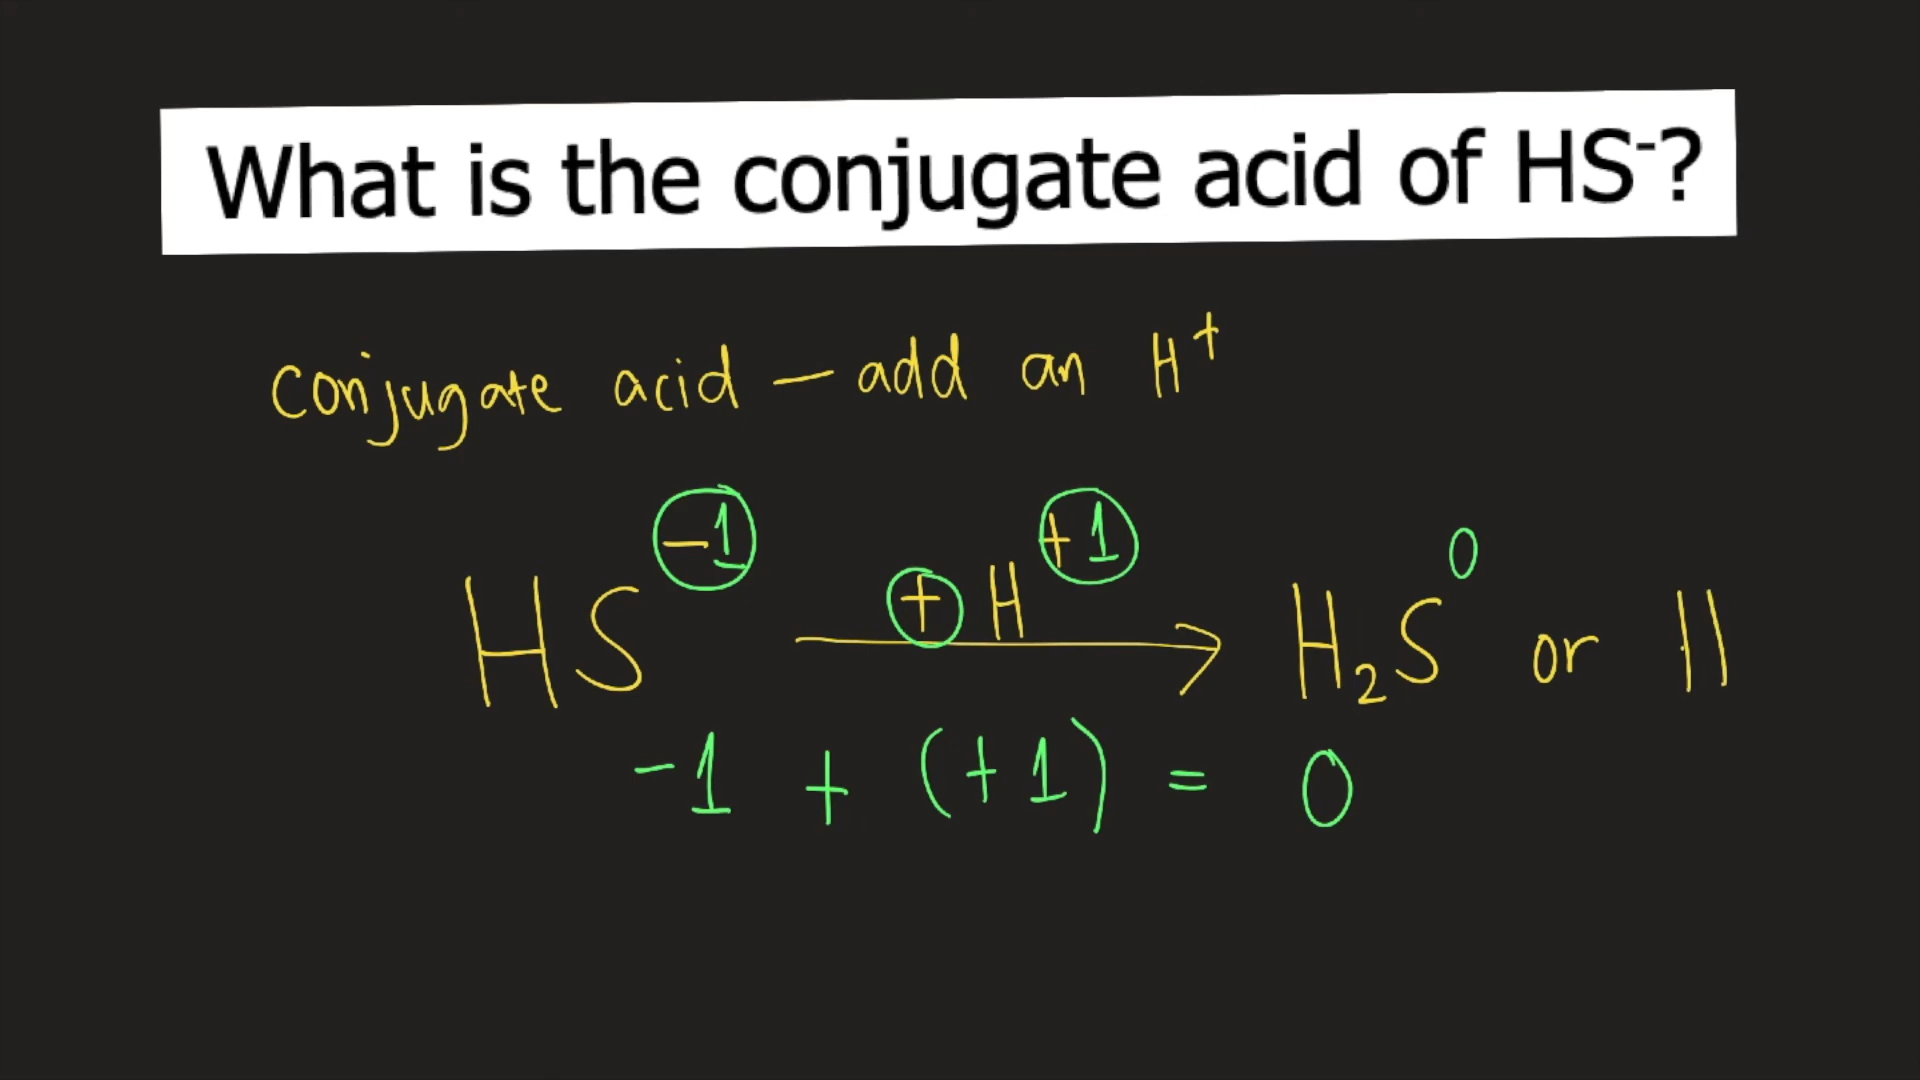 What is the conjugate acid of HS⁻?
conjugate acid – add an H⁺
HS⁻¹ + H⁺¹ → H₂S⁰ or
-1 + (+1) = 0